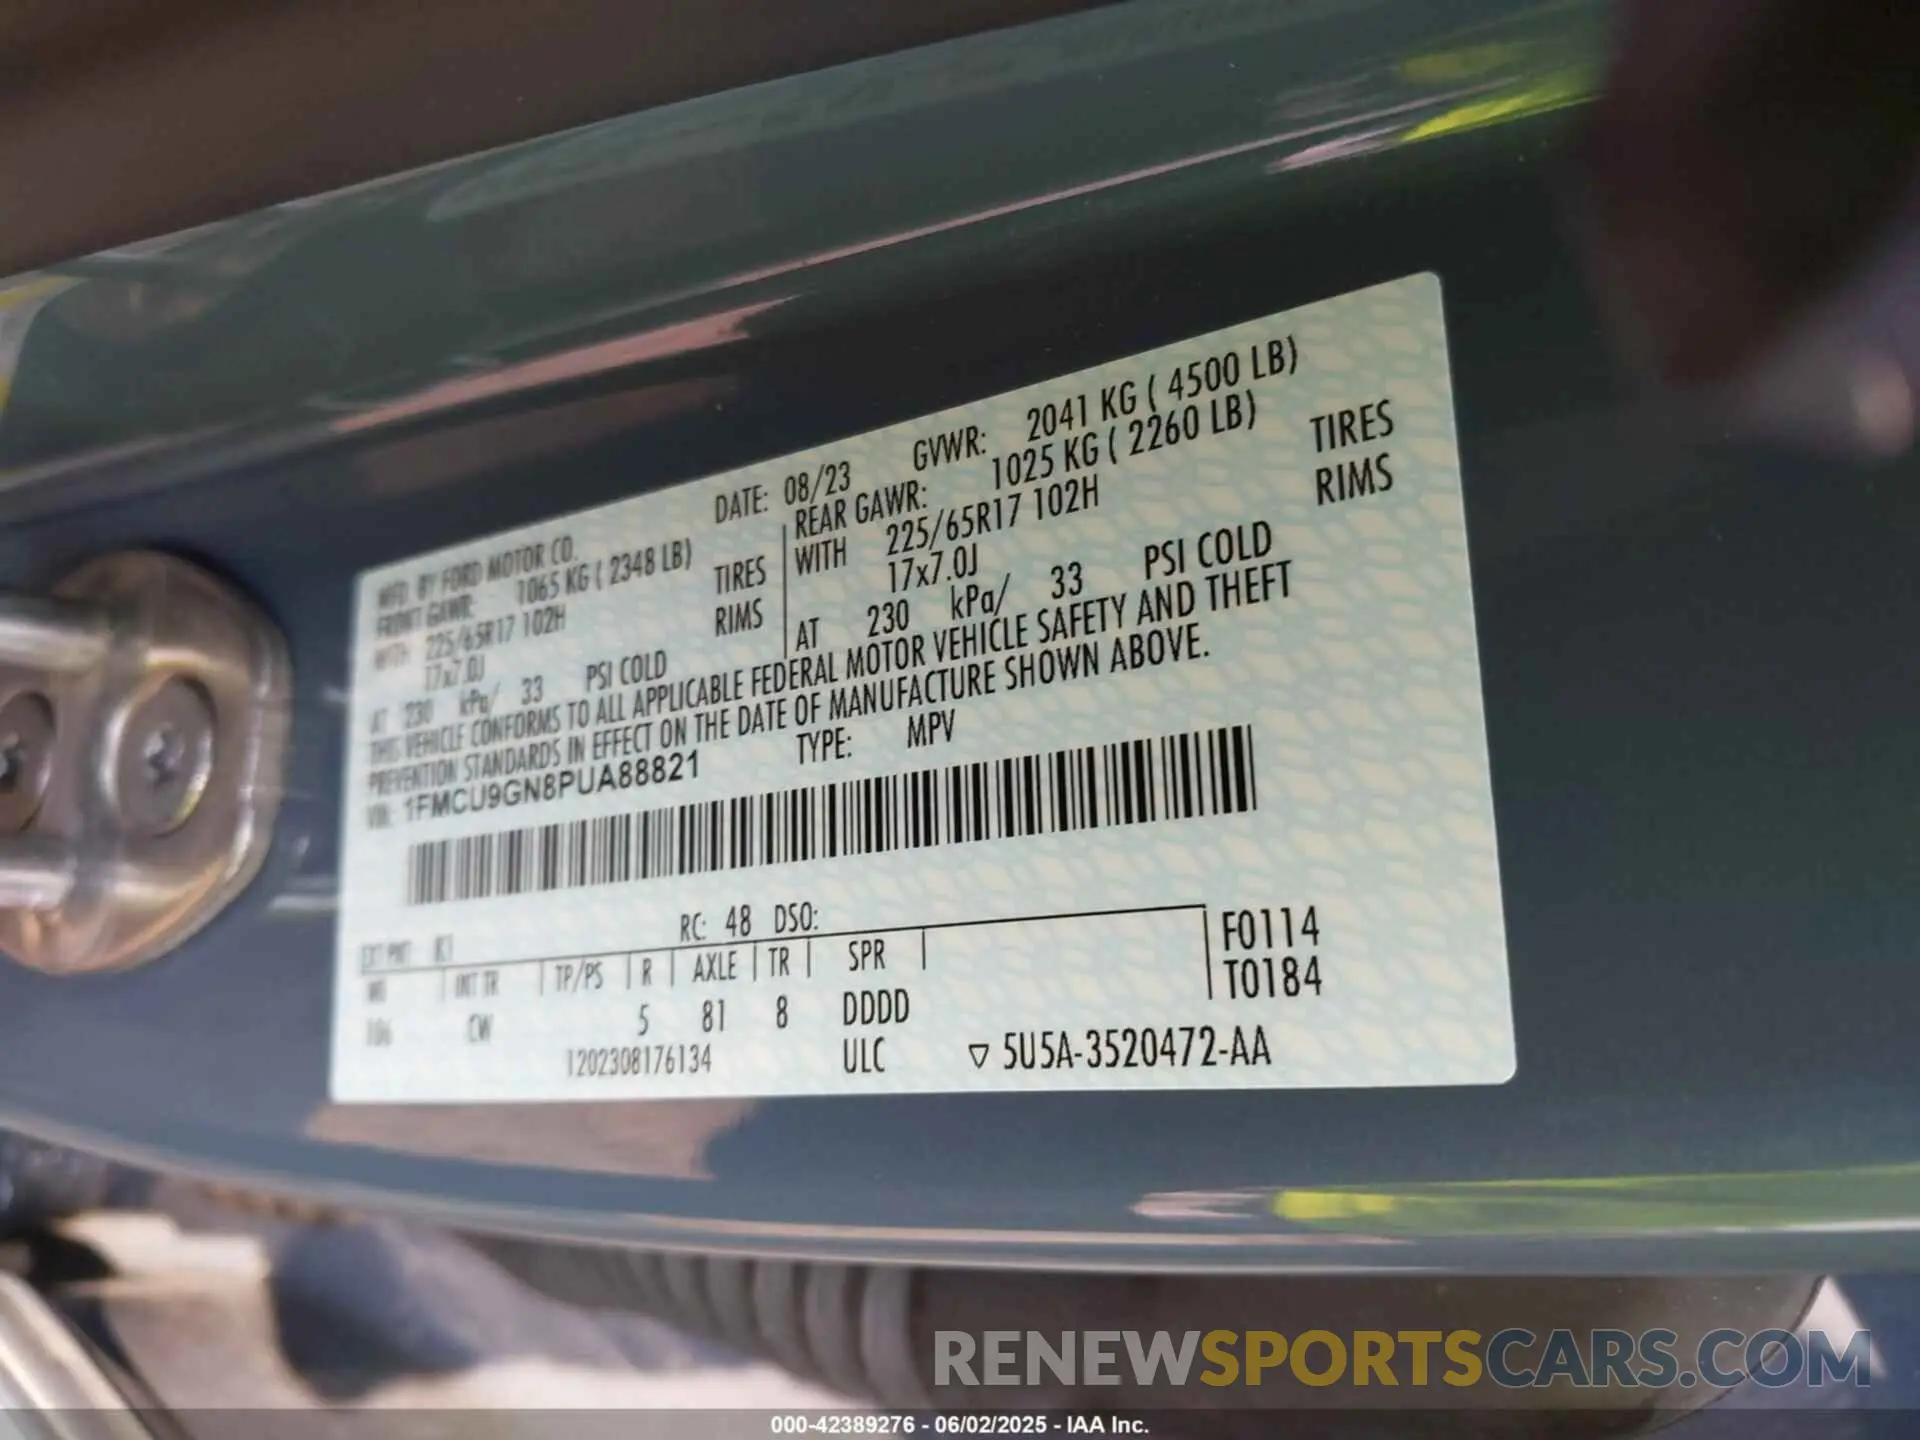 MFD. BY FORD MOTOR CO. DATE: 08/23 GVWR: 2041 KG ( 4500 LB)
FRONT GAWR: 1065 KG ( 2348 LB) REAR GAWR: 1025 KG ( 2260 LB)
WITH 225/65R17 102H TIRES WITH 225/65R17 102H TIRES
17x7.0J RIMS 17x7.0J RIMS
AT 230 kPa/ 33 PSI COLD AT 230 kPa/ 33 PSI COLD
THIS VEHICLE CONFORMS TO ALL APPLICABLE FEDERAL MOTOR VEHICLE SAFETY AND THEFT
PREVENTION STANDARDS IN EFFECT ON THE DATE OF MANUFACTURE SHOWN ABOVE.
VIN: 1FMCU9GN8PUA88821 TYPE: MPV
EXT PNT: K1 RC: 48 DSO: F0114
WB INT TR TP/PS R AXLE TR SPR T0184
106 CW 5 81 8 DDDD
1202308176134 ULC ▽ 5U5A-3520472-AA
RENEWSPORTSCARS.COM
000-42389276 - 06/02/2025 - IAA Inc.